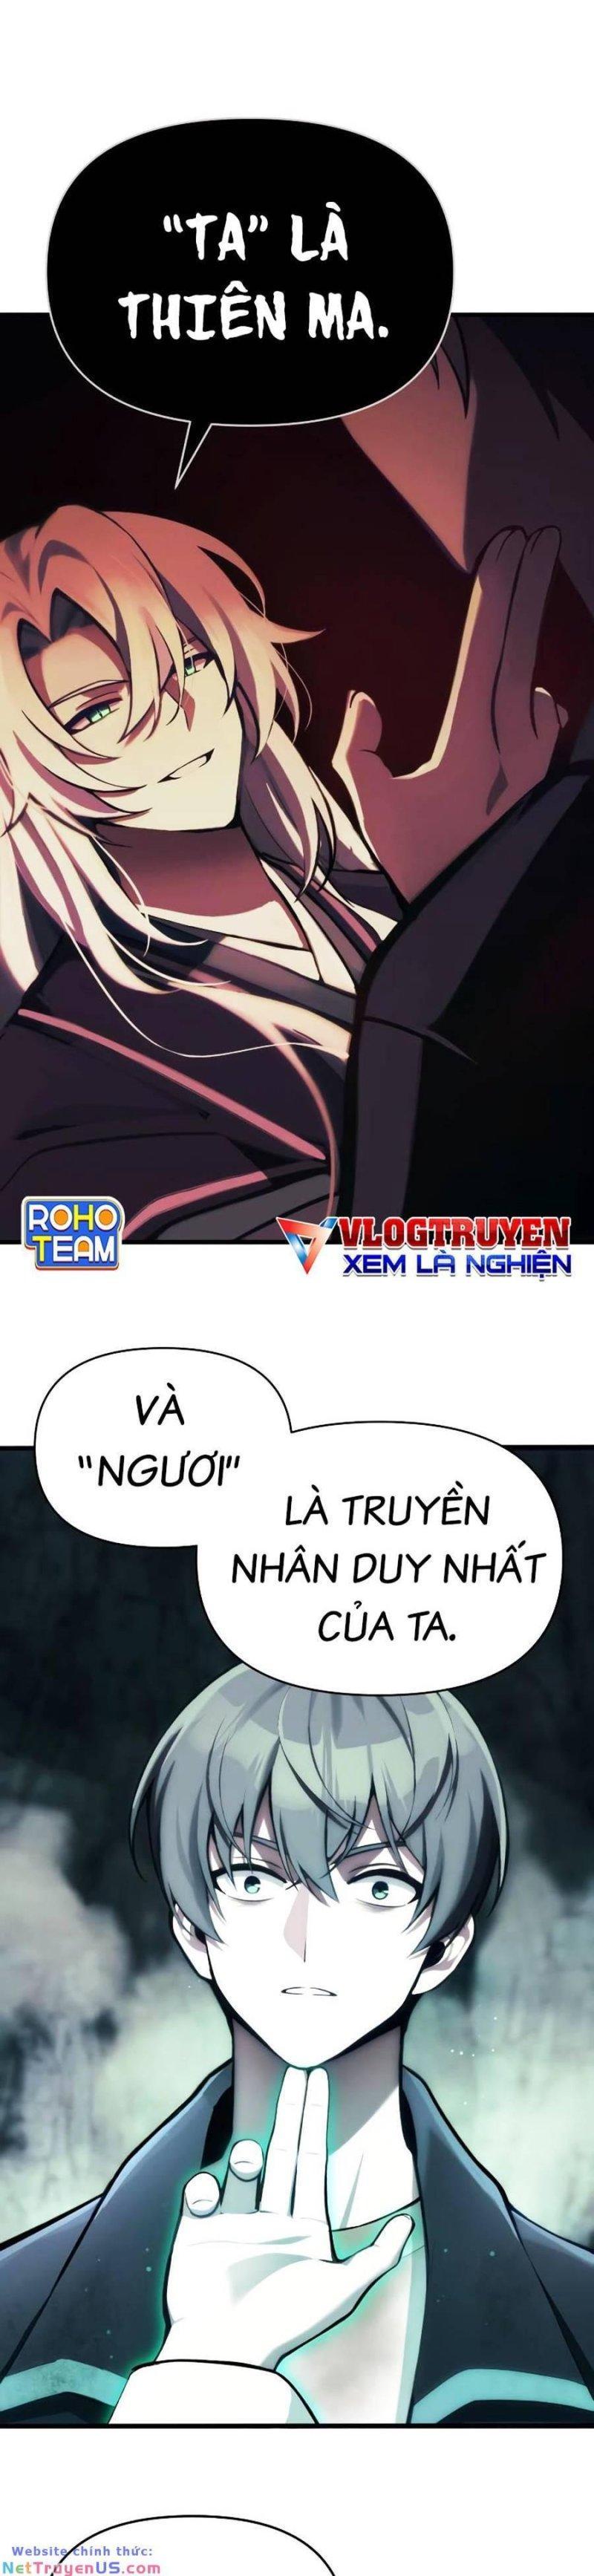 "TA" LÀ
THIÊN MA.
ROHO
TEAM
VLOGTRUYEN
XEM LÀ NGHIỆN
VÀ
"NGƯƠI"
LÀ TRUYỀN
NHÂN DUY NHẤT
CỦA TA.
Website chính thức:
NetTruyenUS.com